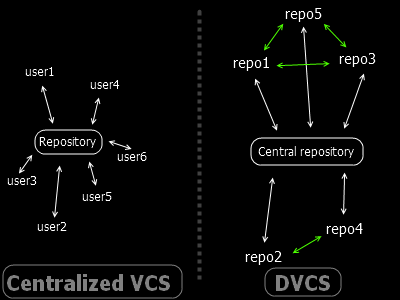 user1
user4
Repository
user6
user3
user5
user2
Centralized VCS
repo5
repo1
repo3
Central repository
repo4
repo2
DVCS